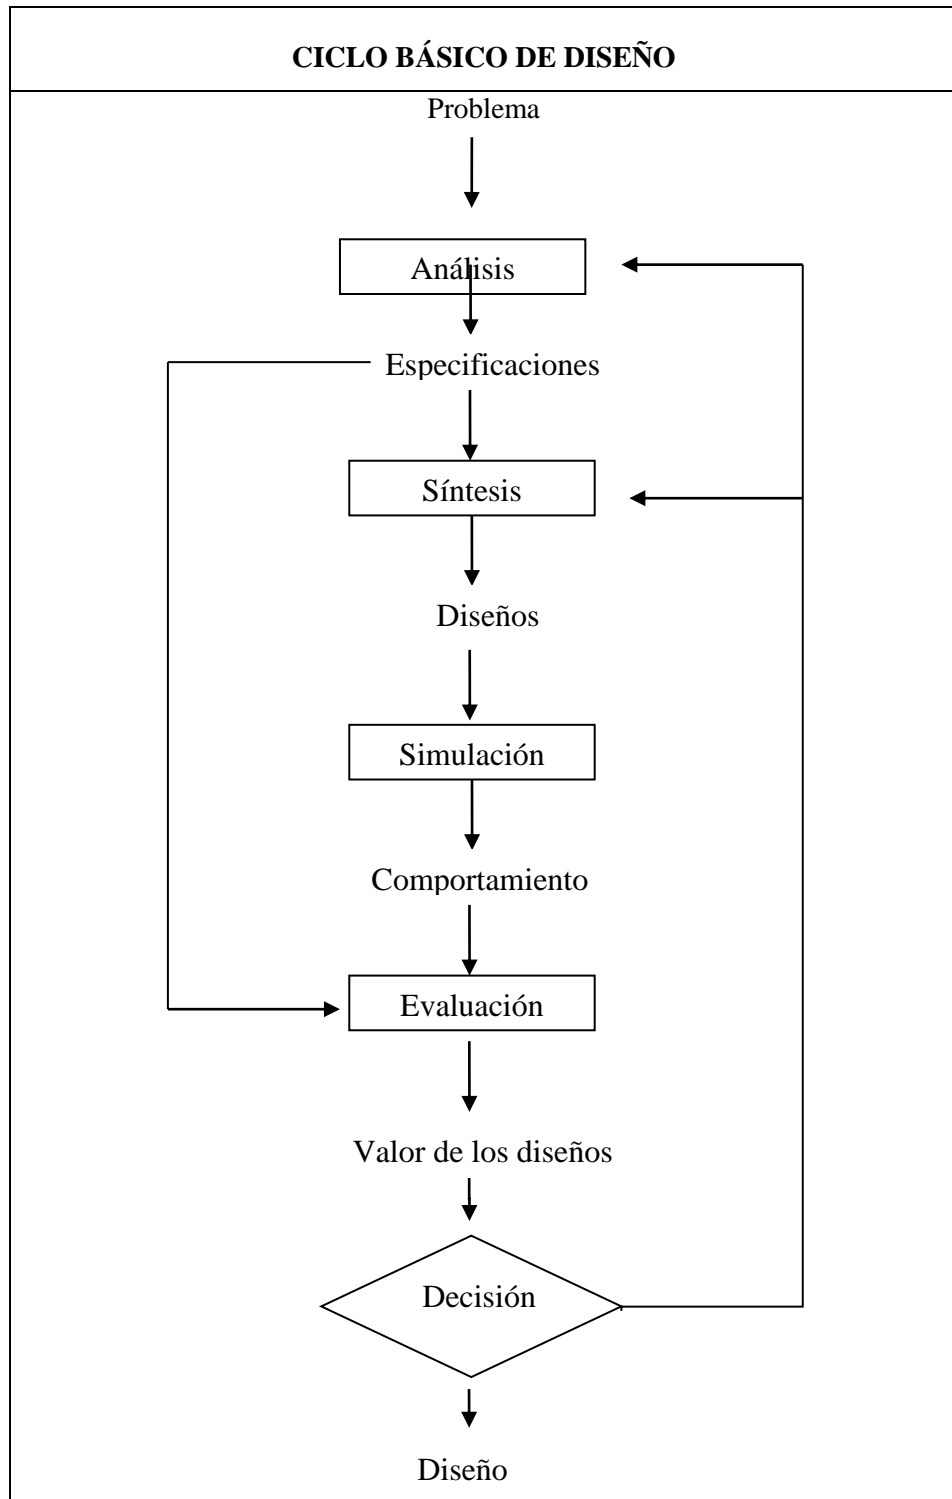 CICLO BÁSICO DE DISEÑO
Problema
Análisis
Especificaciones
Síntesis
Diseños
Simulación
Comportamiento
Evaluación
Valor de los diseños
Decisión
Diseño